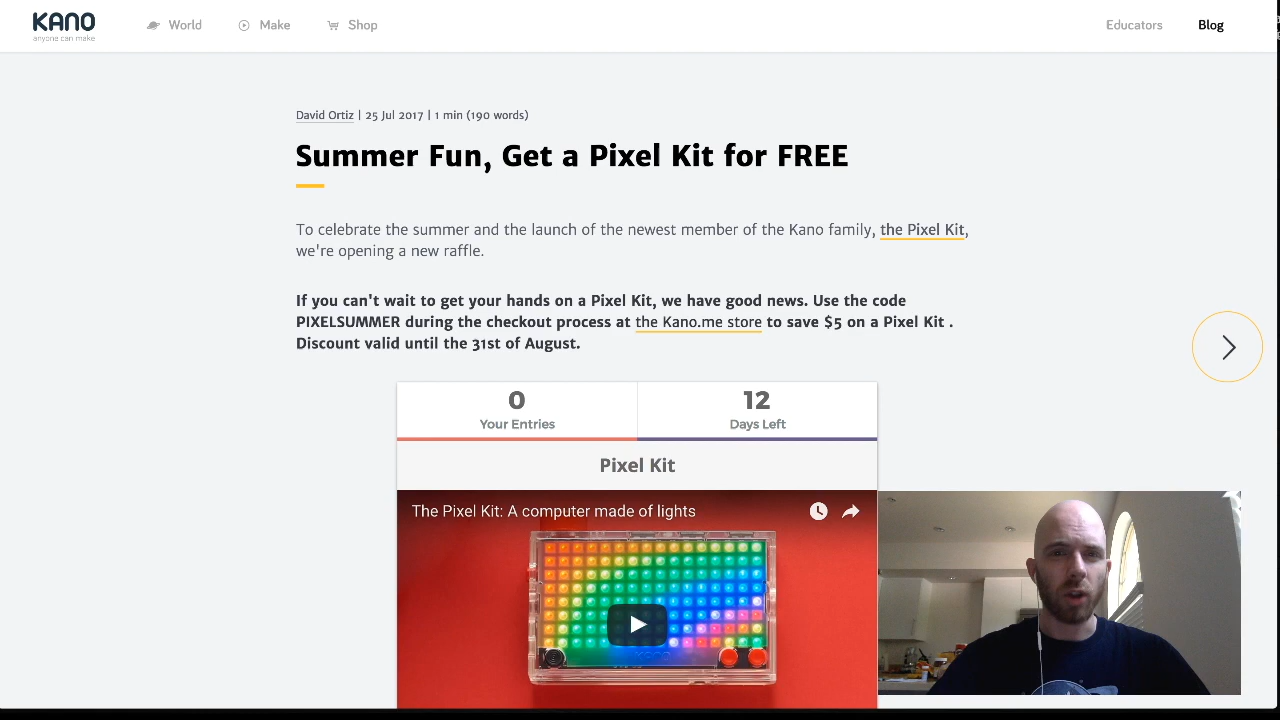 KANO
anyone can make
World
Make
Shop
Educators
Blog
David Ortiz | 25 Jul 2017 | 1 min (190 words)
Summer Fun, Get a Pixel Kit for FREE
To celebrate the summer and the launch of the newest member of the Kano family, the Pixel Kit,
we're opening a new raffle.
If you can't wait to get your hands on a Pixel Kit, we have good news. Use the code
PIXELSUMMER during the checkout process at the Kano.me store to save $5 on a Pixel Kit .
Discount valid until the 31st of August.
0
Your Entries
12
Days Left
Pixel Kit
The Pixel Kit: A computer made of lights